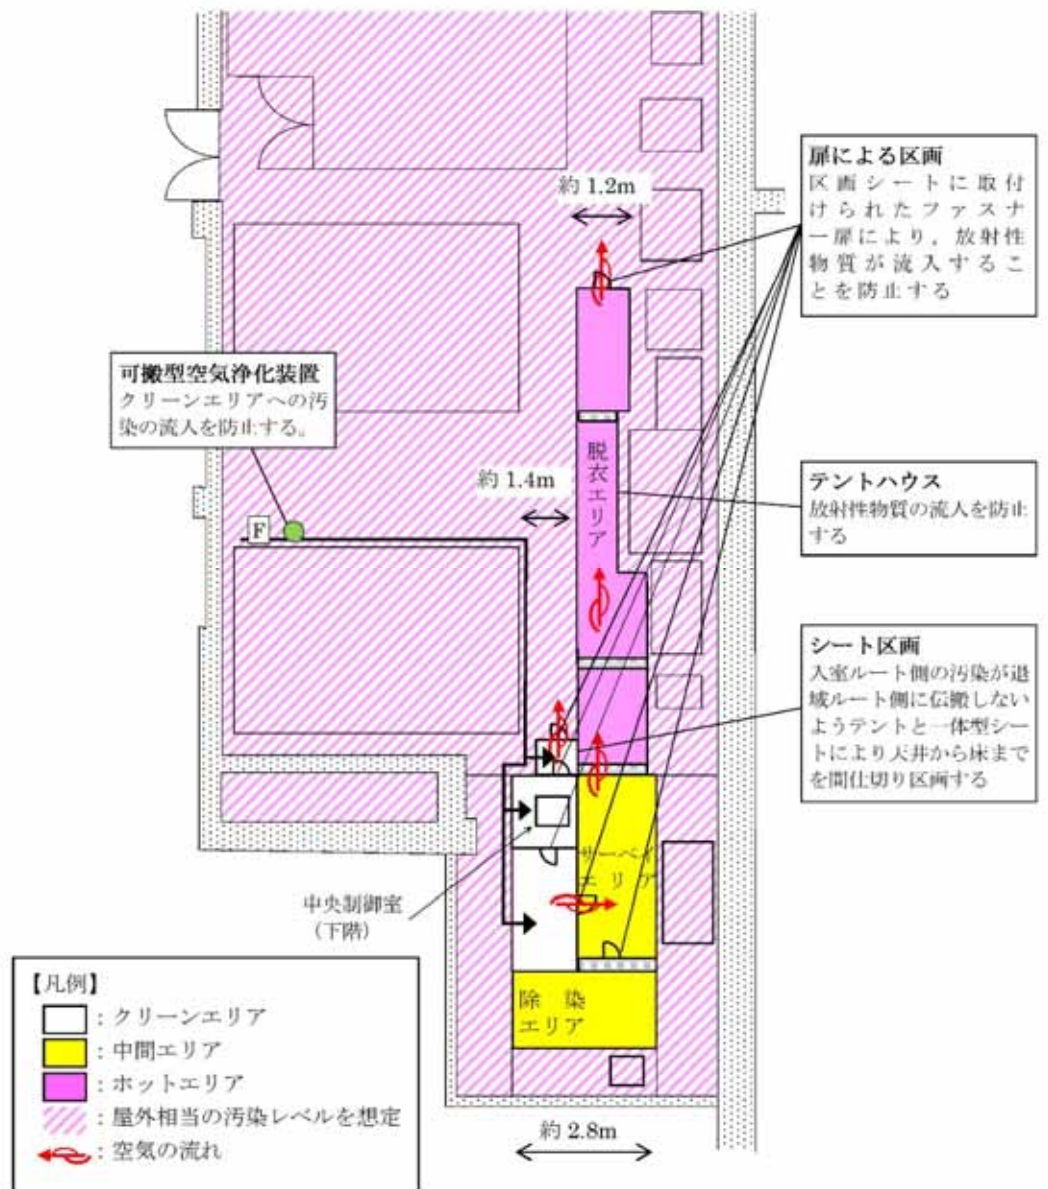 約 1.2m
扉による区画
区画シートに取付
けられたファスナ
ー扉により，放射性
物質が流入するこ
とを防止する
可搬型空気浄化装置
クリーンエリアへの汚
染の流人を防止する。
脱衣エリア
約 1.4m
テントハウス
放射性物質の流人を防止
する
F
シート区画
入室ルート側の汚染が退
域ルート側に伝搬しない
ようテントと一体型シー
トにより天井から床まで
を間仕切り区画する
サーベイ
エリア
中央制御室
（下階）
除 染
エリア
【凡例】
：クリーンエリア
：中間エリア
：ホットエリア
：屋外相当の汚染レベルを想定
：空気の流れ
約 2.8m